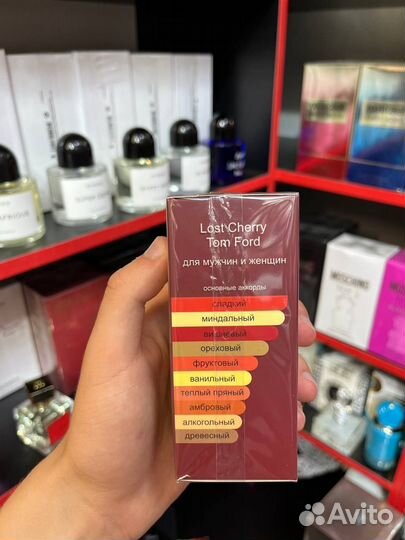 Lost Cherry
Tom Ford
для мужчин и женщин
основные аккорды
сладкий
миндальный
вишневый
ореховый
фруктовый
ванильный
теплый пряный
амбровый
алкогольный
древесный
MOSCHINO
Avito